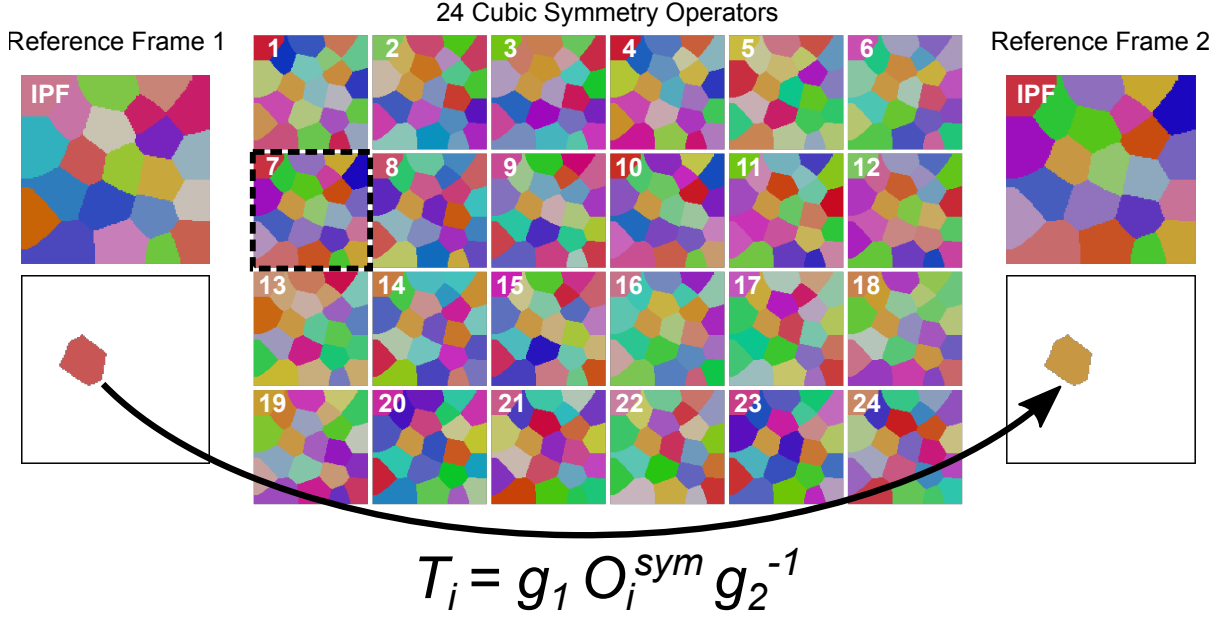 24 Cubic Symmetry Operators
Reference Frame 1
Reference Frame 2
IPF
1 2 3 4 5 6
IPF
7 8 9 10 11 12
13 14 15 16 17 18
19 20 21 22 23 24
T_i = g_1 O_i^{sym} g_2^{-1}